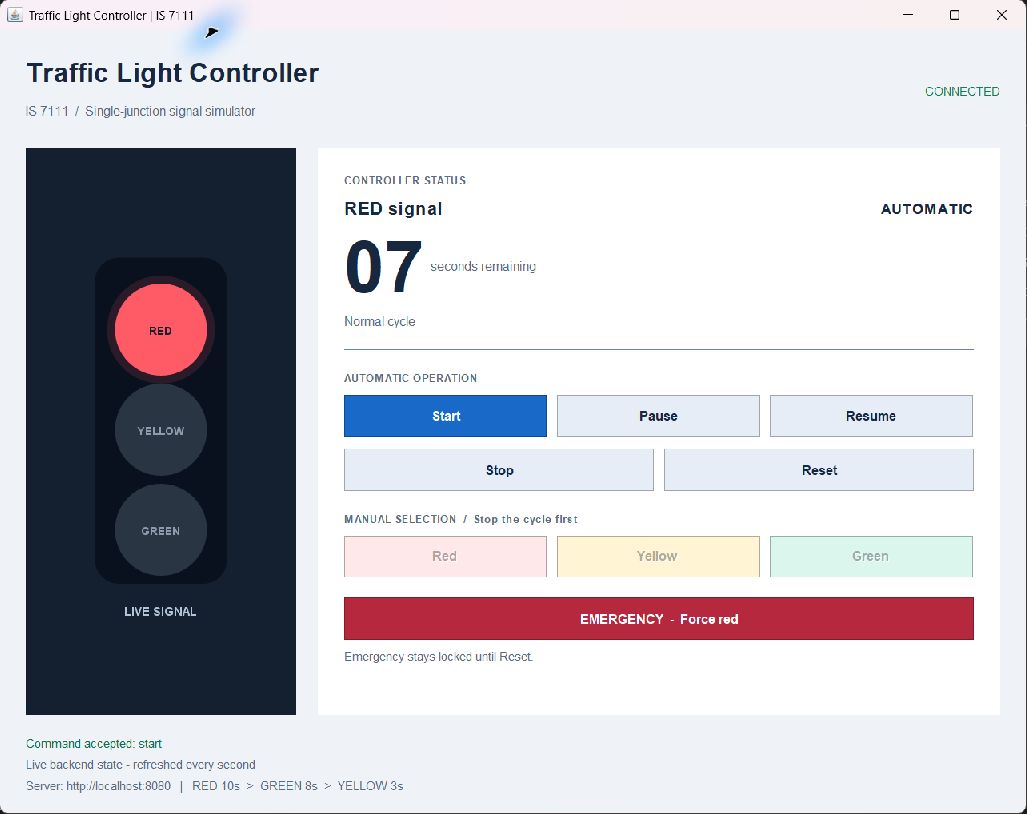 Traffic Light Controller | IS 7111
Traffic Light Controller
IS 7111 / Single-junction signal simulator
CONNECTED
RED
YELLOW
GREEN
LIVE SIGNAL
CONTROLLER STATUS
RED signal
AUTOMATIC
07 seconds remaining
Normal cycle
AUTOMATIC OPERATION
Start Pause Resume
Stop Reset
MANUAL SELECTION / Stop the cycle first
Red Yellow Green
EMERGENCY - Force red
Emergency stays locked until Reset.
Command accepted: start
Live backend state - refreshed every second
Server: http://localhost:8080 | RED 10s > GREEN 8s > YELLOW 3s